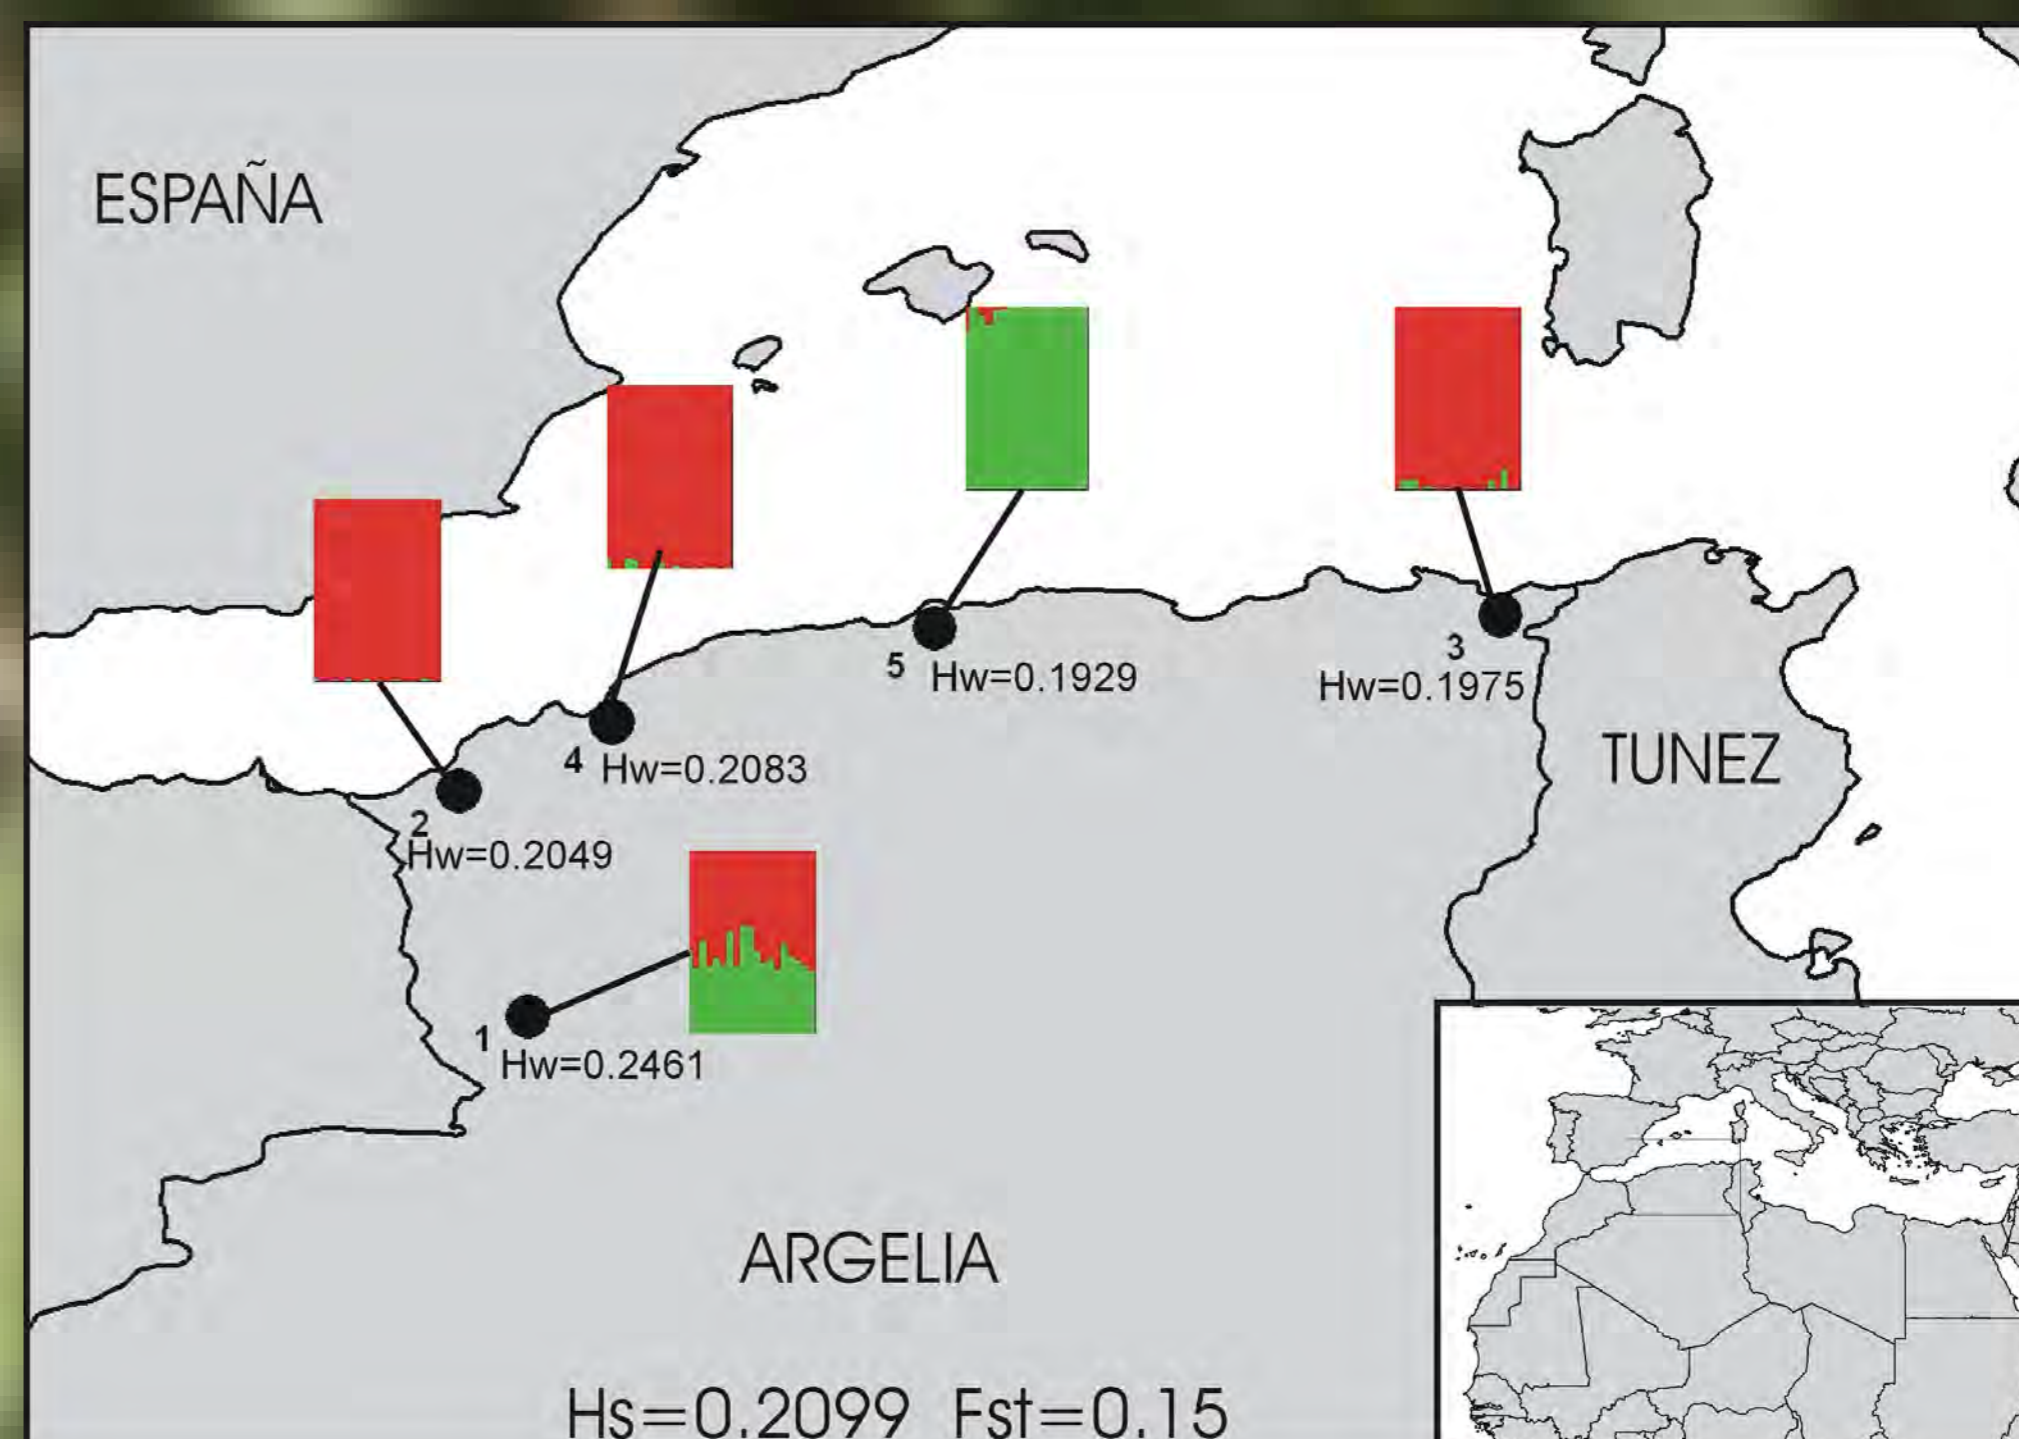 ESPAÑA
5 Hw=0.1929
3
Hw=0.1975
TUNEZ
4 Hw=0.2083
2
Hw=0.2049
1
Hw=0.2461
ARGELIA
Hs=0.2099 Fst=0.15